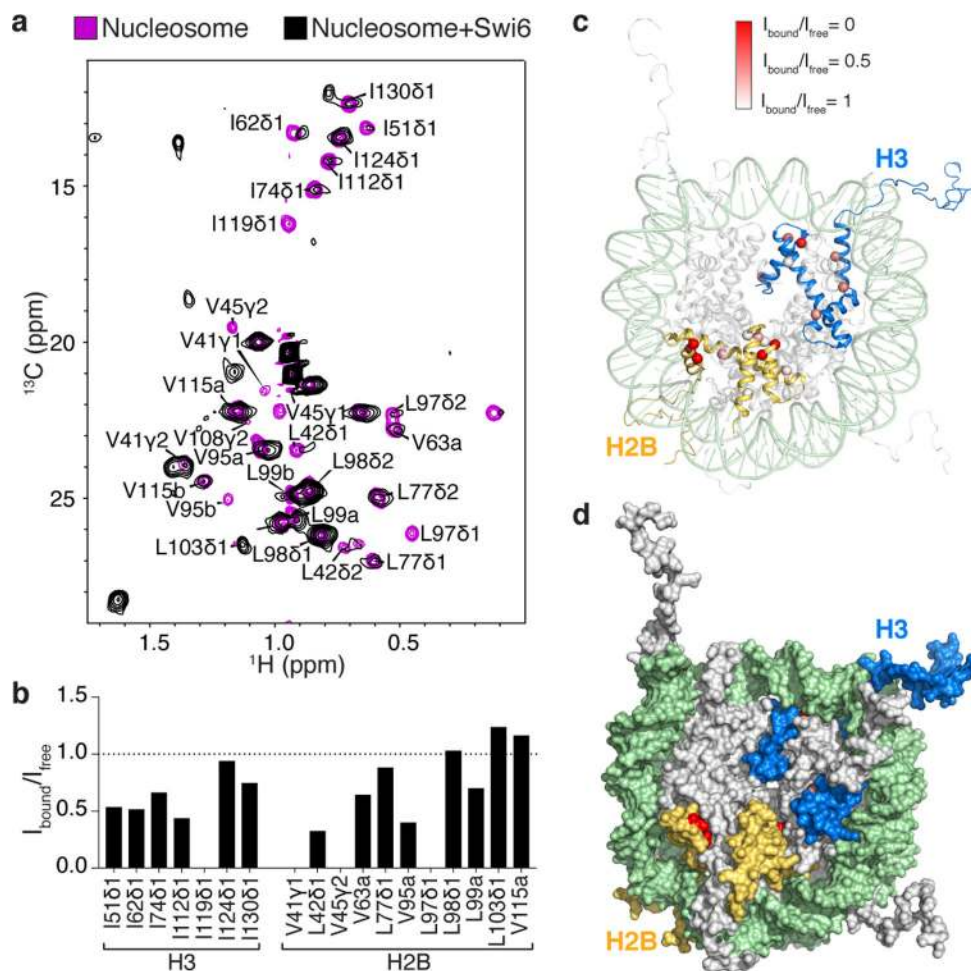 a
Nucleosome
Nucleosome+Swi6
I130δ1
I62δ1
I51δ1
I124δ1
I112δ1
I74δ1
I119δ1
V45γ2
V41γ1
V115a
V45γ1
L97δ2
V108γ2
L42δ1
V63a
V41γ2
V95a
L99b
L98δ2
V115b
L77δ2
V95b
L99a
L97δ1
L103δ1
L98δ1
L42δ2
L77δ1
15
20
25
13C (ppm)
1.5
1.0
0.5
1H (ppm)
b
Ibound/Ifree
1.5
1.0
0.5
0.0
I51δ1
I62δ1
I74δ1
I112δ1
I119δ1
I124δ1
I130δ1
V41γ1
L42δ1
V45γ2
V63a
L77δ1
V95a
L97δ1
L98δ1
L99a
L103δ1
V115a
H3
H2B
c
Ibound/Ifree= 0
Ibound/Ifree= 0.5
Ibound/Ifree= 1
H3
H2B
d
H3
H2B